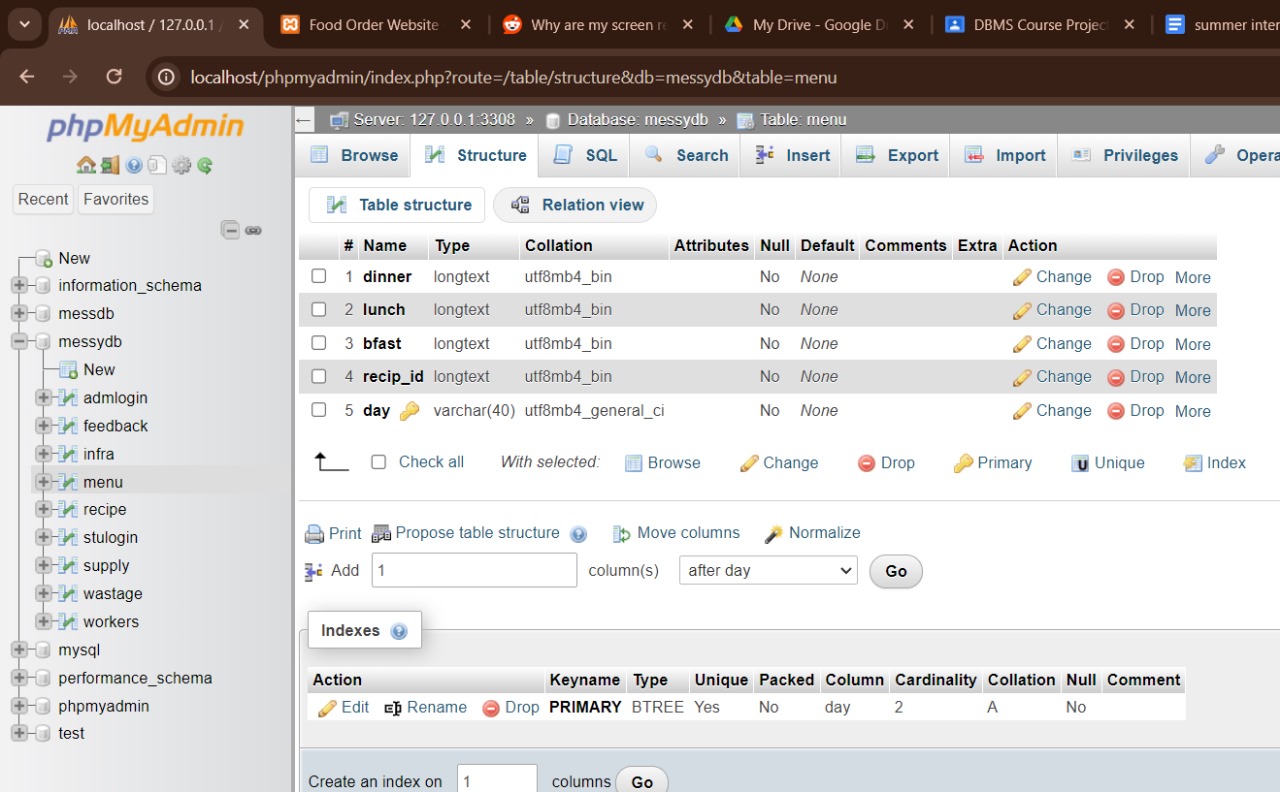 localhost / 127.0.0.1 /
Food Order Website
Why are my screen re
My Drive - Google D
DBMS Course Project
summer inter
localhost/phpmyadmin/index.php?route=/table/structure&db=messydb&table=menu
phpMyAdmin
Recent Favorites
New
information_schema
messdb
messydb
New
admlogin
feedback
infra
menu
recipe
stulogin
supply
wastage
workers
mysql
performance_schema
phpmyadmin
test
Server: 127.0.0.1:3308 » Database: messydb » Table: menu
Browse Structure SQL Search Insert Export Import Privileges Opera
Table structure Relation view
# Name Type Collation Attributes Null Default Comments Extra Action
1 dinner longtext utf8mb4_bin No None Change Drop More
2 lunch longtext utf8mb4_bin No None Change Drop More
3 bfast longtext utf8mb4_bin No None Change Drop More
4 recip_id longtext utf8mb4_bin No None Change Drop More
5 day varchar(40) utf8mb4_general_ci No None Change Drop More
Check all With selected: Browse Change Drop Primary Unique Index
Print Propose table structure Move columns Normalize
Add 1 column(s) after day Go
Indexes
Action Keyname Type Unique Packed Column Cardinality Collation Null Comment
Edit Rename Drop PRIMARY BTREE Yes No day 2 A No
Create an index on 1 columns Go